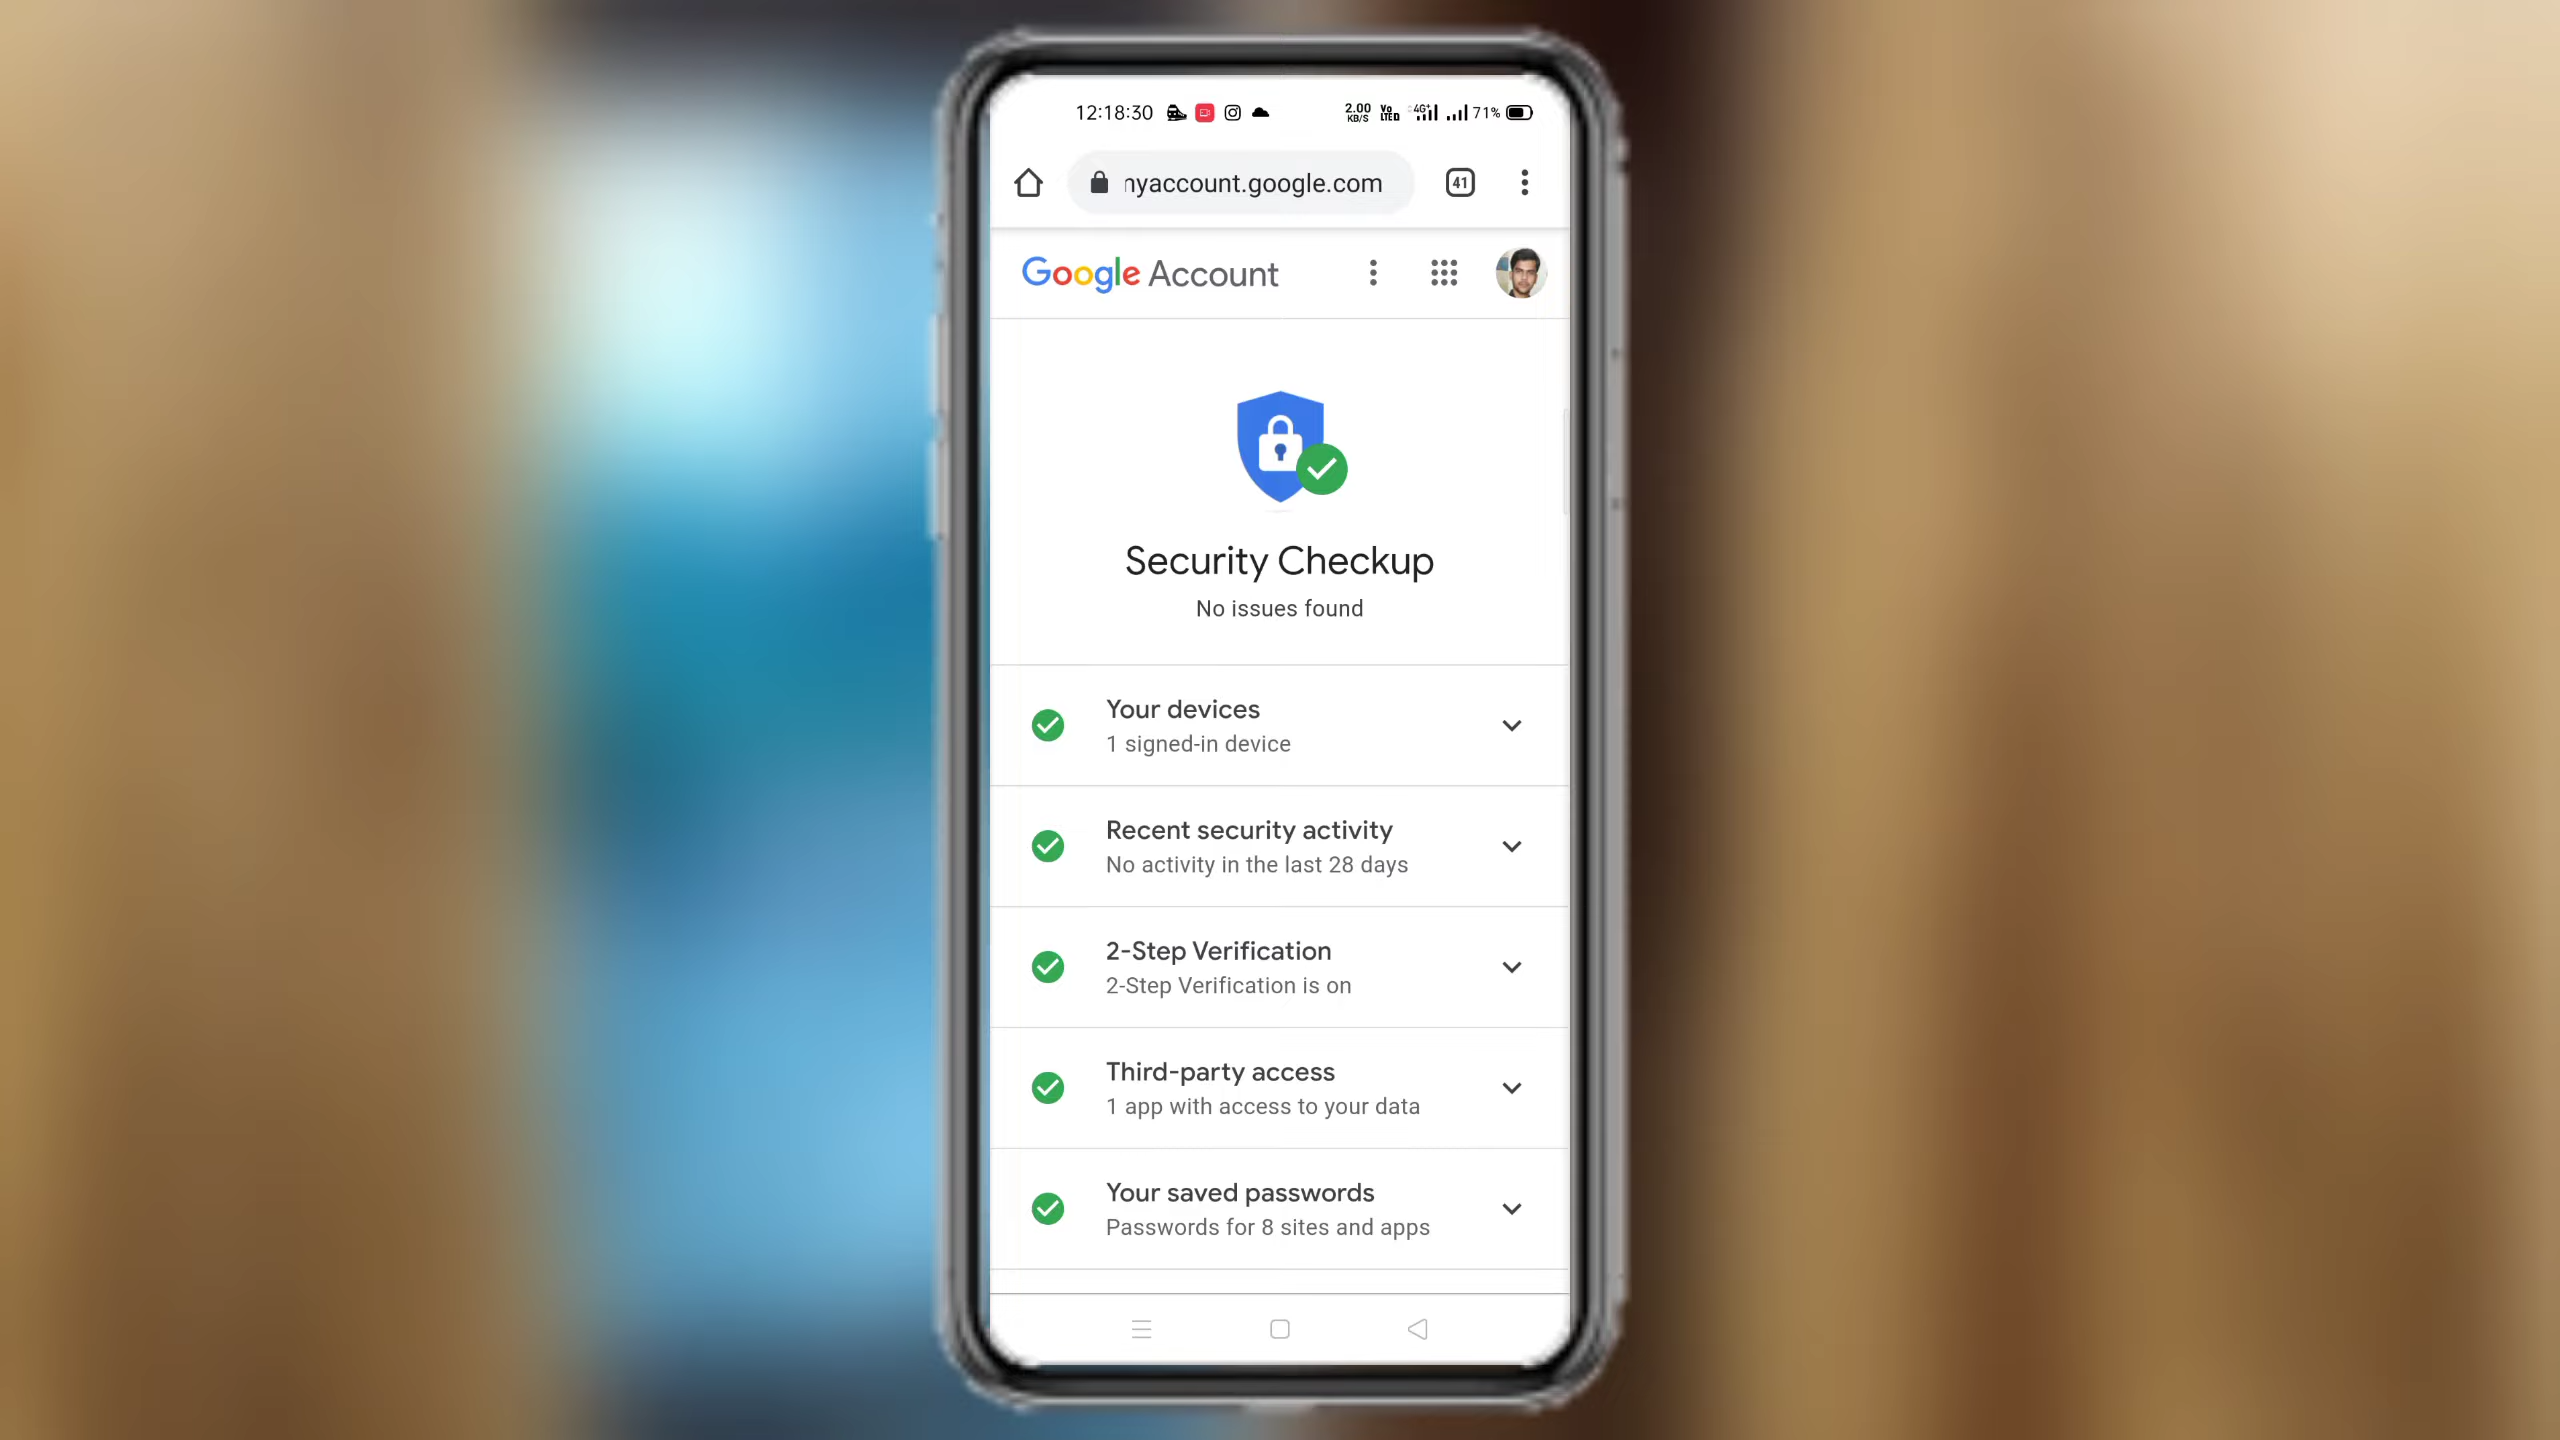 12:18:30 2.00 KB/S Vo LTE 4G+ 71%
nyaccount.google.com 41
Google Account
Security Checkup
No issues found
Your devices
1 signed-in device
Recent security activity
No activity in the last 28 days
2-Step Verification
2-Step Verification is on
Third-party access
1 app with access to your data
Your saved passwords
Passwords for 8 sites and apps